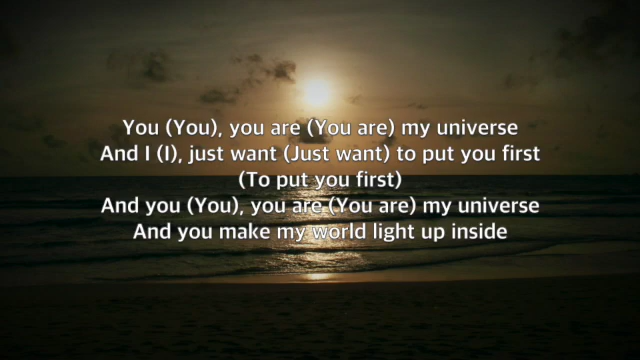 You (You), you are (You are) my universe
And I (I), just want (Just want) to put you first
(To put you first)
And you (You), you are (You are) my universe
And you make my world light up inside